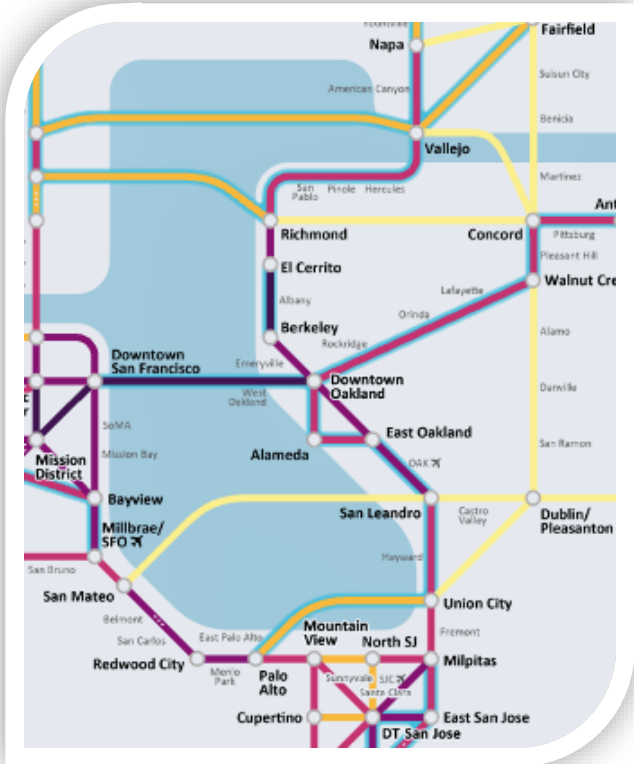 Fairfield
Napa
Suisun City
American Canyon
Benicia
Vallejo
Martinez
San
Pablo
Pinole
Hercules
Richmond
Concord
Pittsburg
Pleasant Hill
El Cerrito
Walnut Cre
Albany
Lafayette
Orinda
Berkeley
Alamo
Rockridge
Downtown
San Francisco
Emeryville
Downtown
Oakland
West
Oakland
Danville
SoMA
East Oakland
San Ramon
Mission
District
Mission Bay
Alameda
OAK
Bayview
San Leandro
Castro
Valley
Dublin/
Pleasanton
Millbrae/
SFO
Hayward
San Bruno
San Mateo
Union City
Belmont
San Carlos
East Palo Alto
Mountain
View
North SJ
Fremont
Redwood City
Menlo
Park
Palo
Alto
Sunnyvale
SJC
Santa Clara
Milpitas
Cupertino
East San Jose
DT San Jose